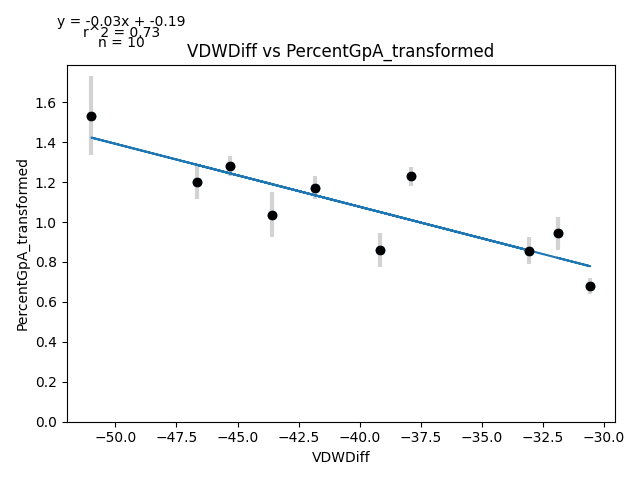 y = -0.03x + -0.19
r^2 = 0.73
n = 10
VDWDiff vs PercentGpA_transformed
PercentGpA_transformed
1.6
1.4
1.2
1.0
0.8
0.6
0.4
0.2
0.0
−50.0 −47.5 −45.0 −42.5 −40.0 −37.5 −35.0 −32.5 −30.0
VDWDiff